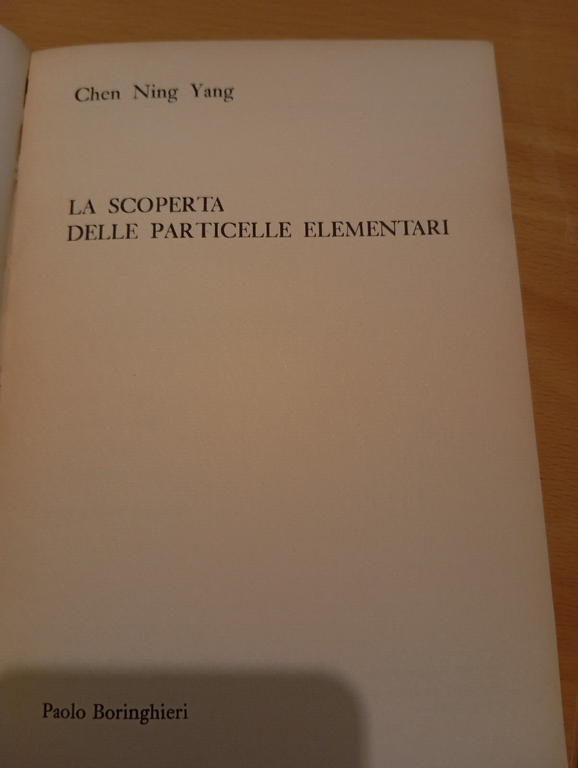 Chen Ning Yang
LA SCOPERTA
DELLE PARTICELLE ELEMENTARI
Paolo Boringhieri